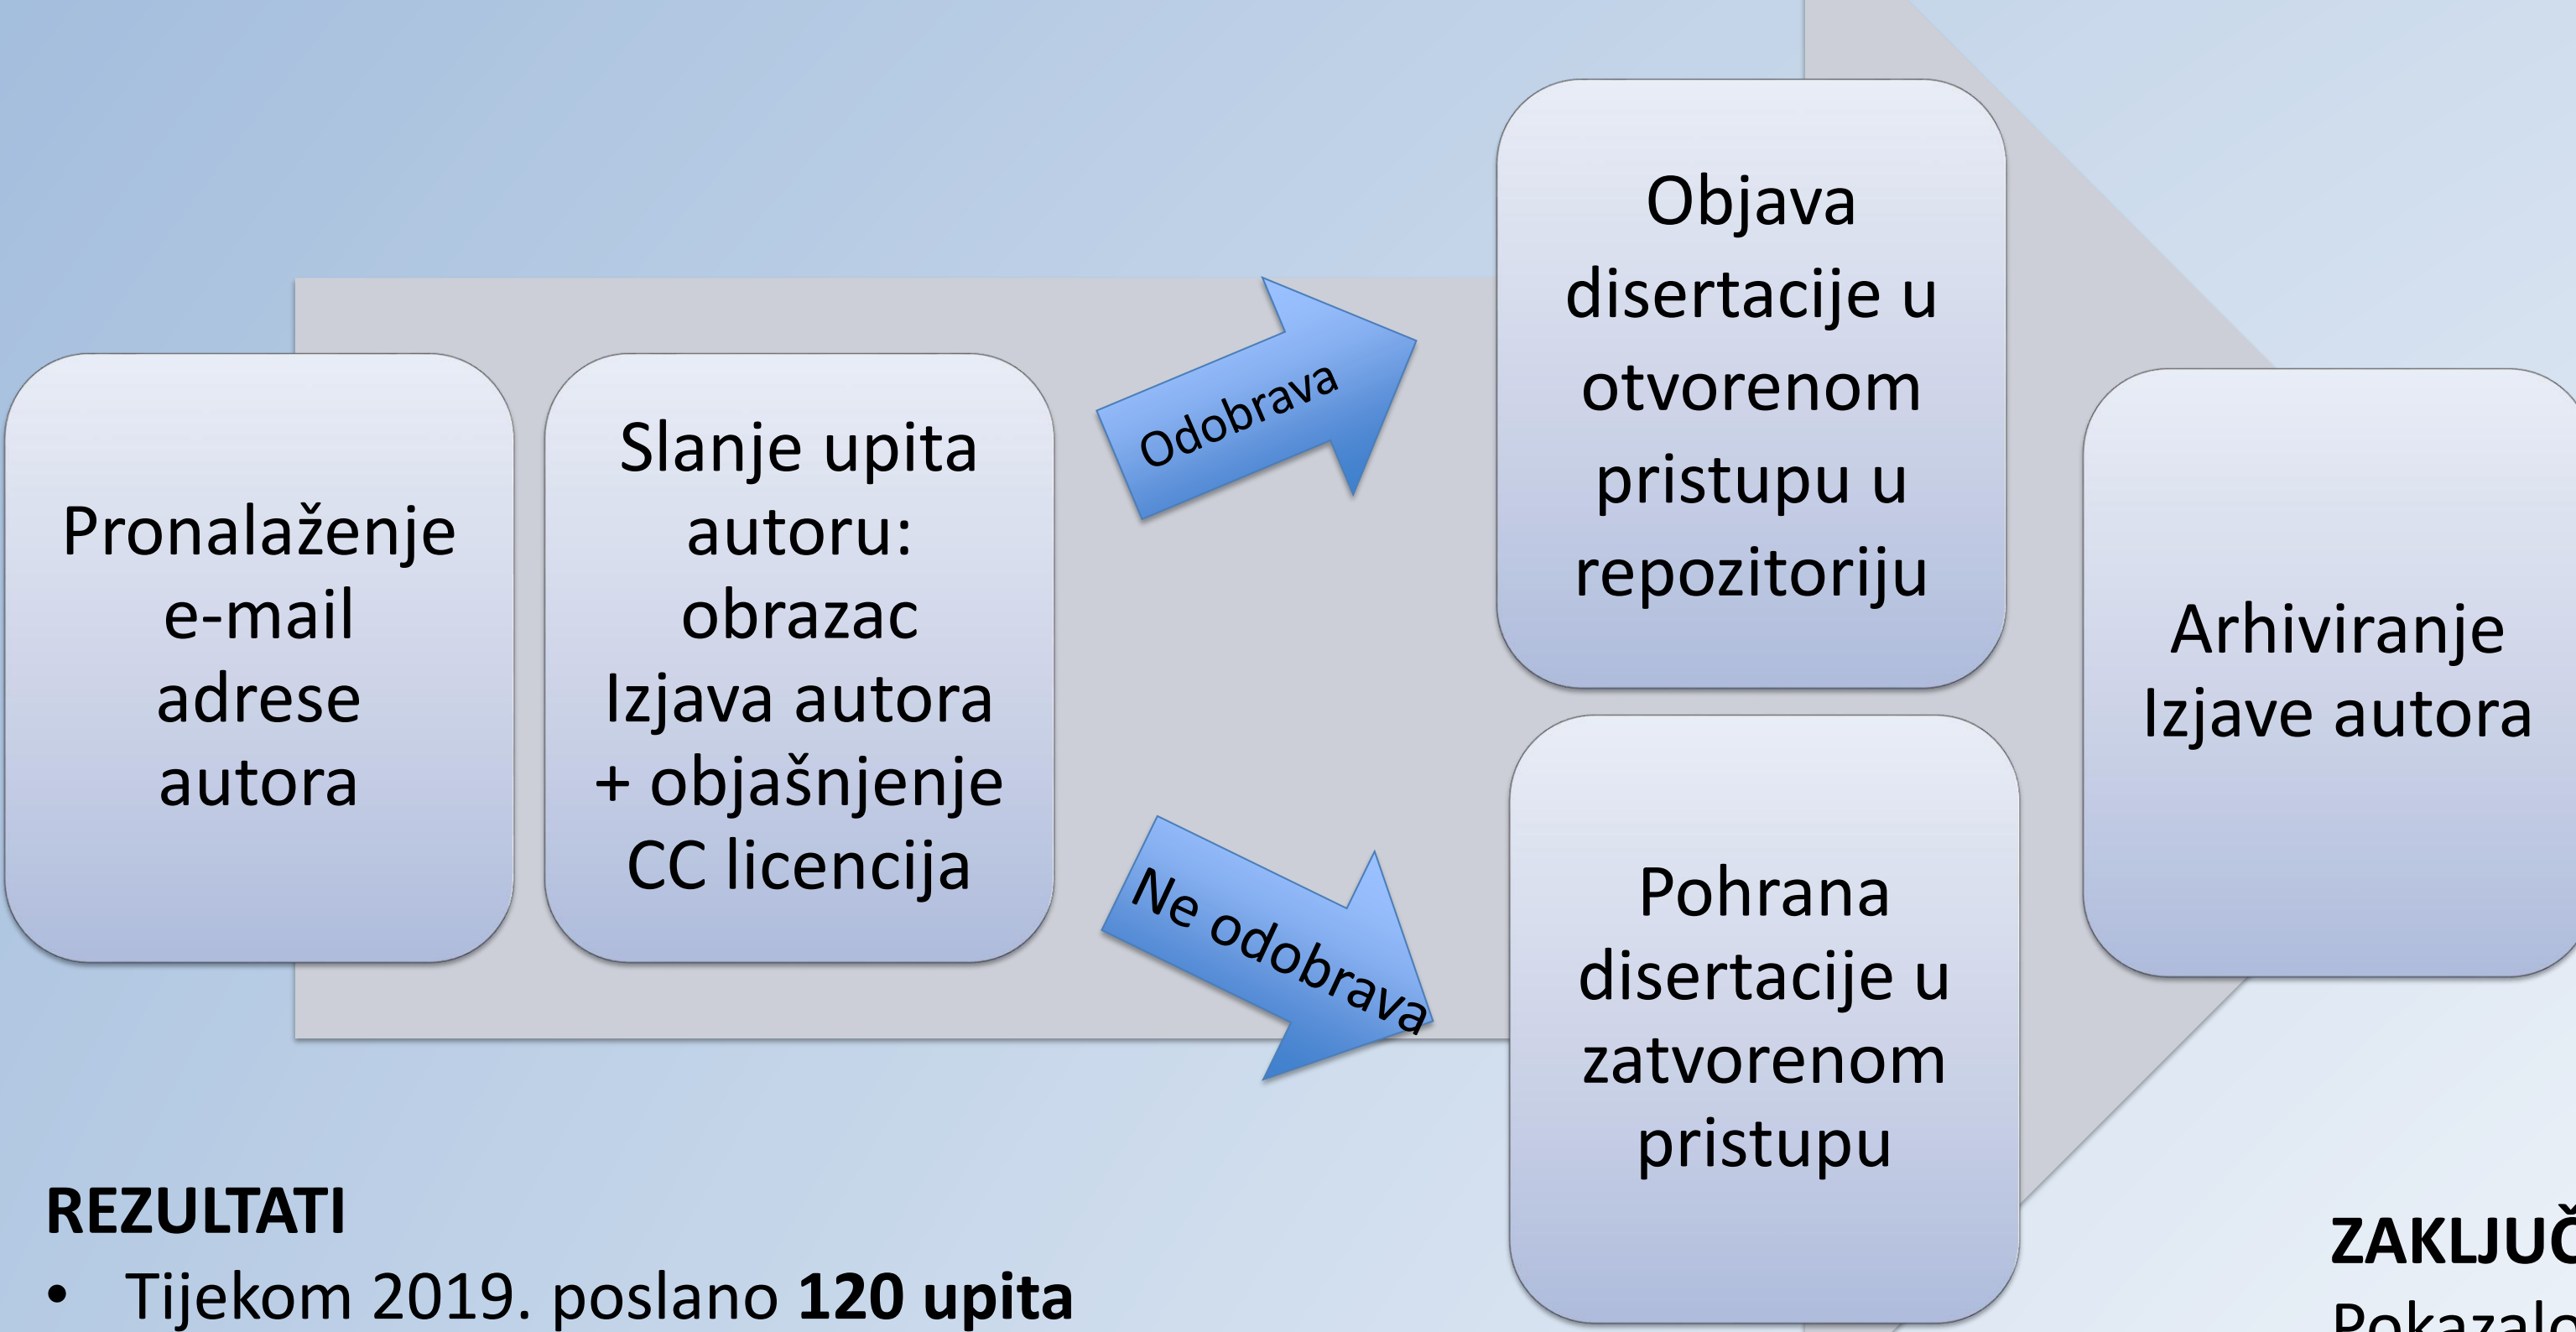 Pronalaženje
e-mail
adrese
autora
Slanje upita
autoru:
obrazac
Izjava autora
+ objašnjenje
CC licencija
Odobrava
Ne odobrava
Objava
disertacije u
otvorenom
pristupu u
repozitoriju
Pohrana
disertacije u
zatvorenom
pristupu
Arhiviranje
Izjave autora
REZULTATI
• Tijekom 2019. poslano 120 upita